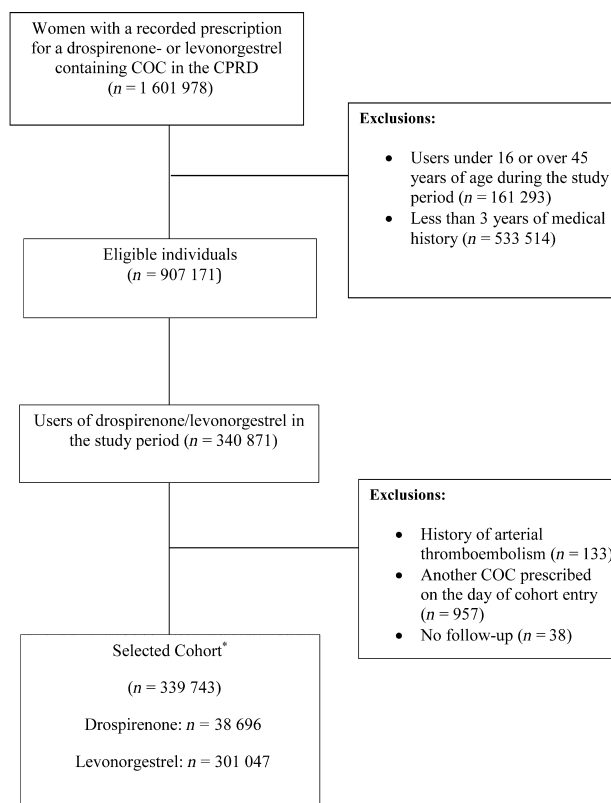 Women with a recorded prescription
for a drospirenone- or levonorgestrel
containing COC in the CPRD
(n = 1 601 978)
Exclusions:
• Users under 16 or over 45
years of age during the study
period (n = 161 293)
• Less than 3 years of medical
history (n = 533 514)
Eligible individuals
(n = 907 171)
Users of drospirenone/levonorgestrel in
the study period (n = 340 871)
Exclusions:
• History of arterial
thromboembolism (n = 133)
• Another COC prescribed
on the day of cohort entry
(n = 957)
• No follow-up (n = 38)
Selected Cohort*
(n = 339 743)
Drospirenone: n = 38 696
Levonorgestrel: n = 301 047